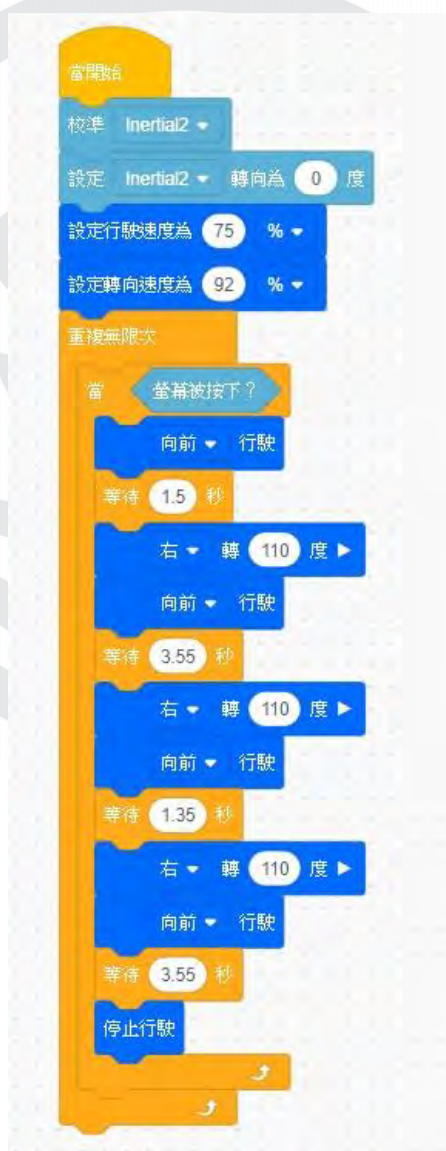 當開始
校準 Inertial2
設定 Inertial2 轉向為 0 度
設定行駛速度為 75 %
設定轉向速度為 92 %
重複無限次
當 螢幕被按下？
向前 行駛
等待 1.5 秒
右 轉 110 度
向前 行駛
等待 3.55 秒
右 轉 110 度
向前 行駛
等待 1.35 秒
右 轉 110 度
向前 行駛
等待 3.55 秒
停止行駛